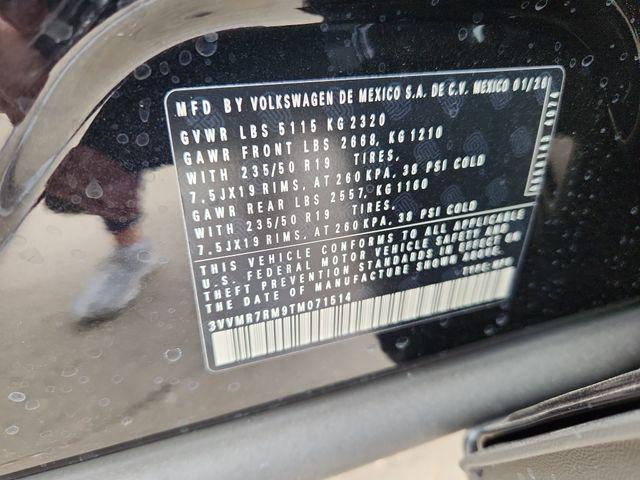 MFD BY VOLKSWAGEN DE MEXICO S.A. DE C.V. MEXICO 01/26
GVWR LBS 5115 KG 2320
GAWR FRONT LBS 2668, KG 1210
WITH 235/50 R19 TIRES,
7.5JX19 RIMS, AT 260 KPA, 38 PSI COLD
GAWR REAR LBS 2557, KG 1160
WITH 235/50 R19 TIRES,
7.5JX19 RIMS, AT 260 KPA, 38 PSI COLD
THIS VEHICLE CONFORMS TO ALL APPLICABLE
U.S. FEDERAL MOTOR VEHICLE SAFETY AND
THEFT PREVENTION STANDARDS IN EFFECT ON
THE DATE OF MANUFACTURE SHOWN ABOVE.
TYPE: MPV
3VVMR7RM9TM071514